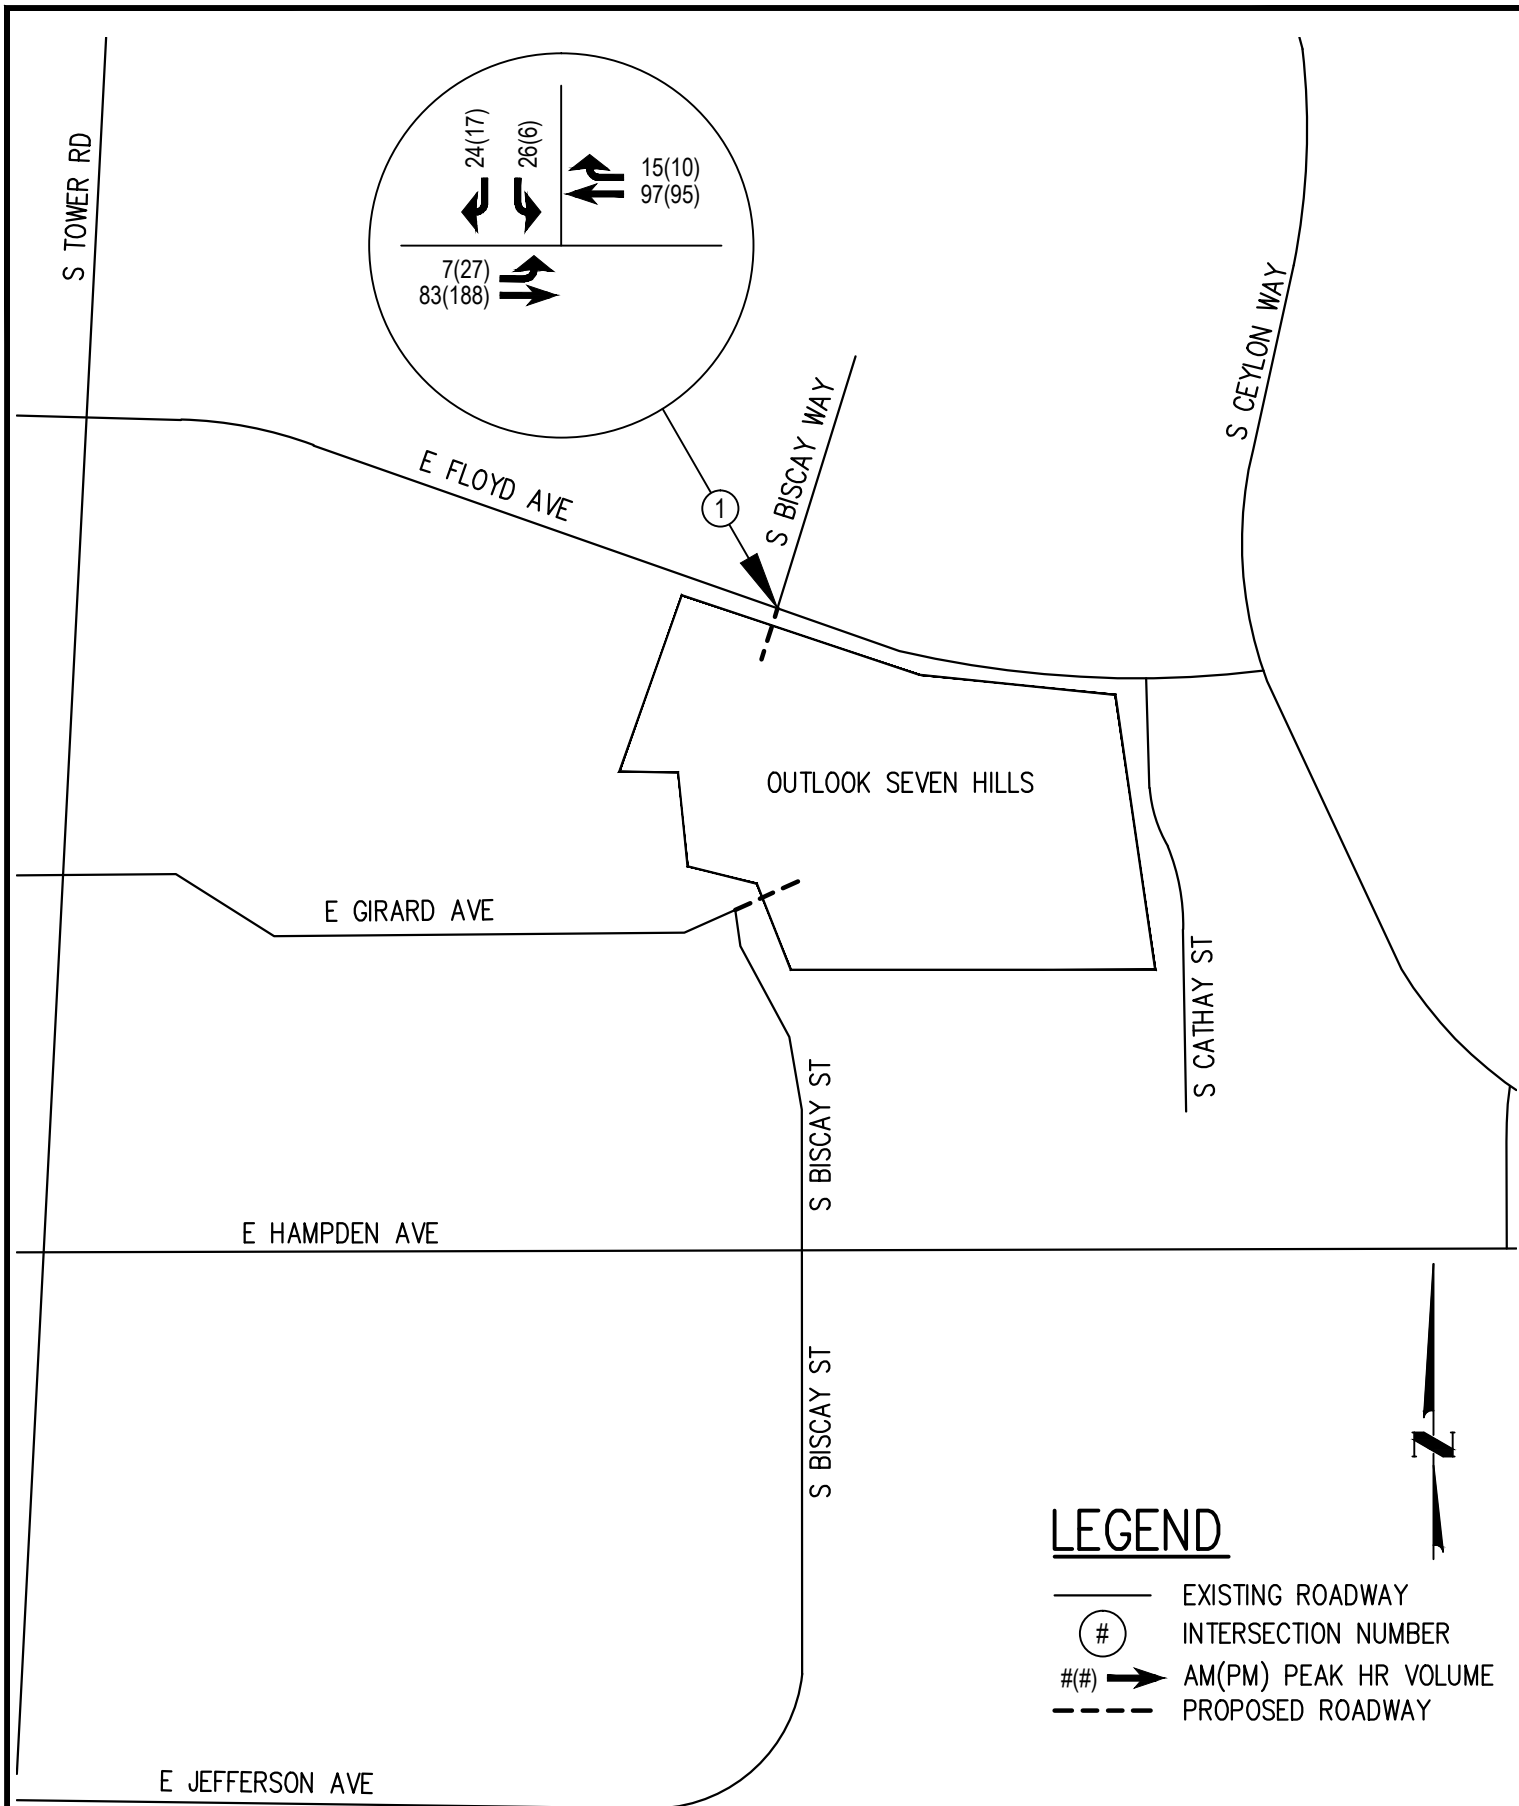 24(17)
26(6)
15(10)
97(95)
7(27)
83(188)
S TOWER RD
E FLOYD AVE
1
S BISCAY WAY
S CEYLON WAY
OUTLOOK SEVEN HILLS
E GIRARD AVE
S CATHAY ST
S BISCAY ST
E HAMPDEN AVE
S BISCAY ST
N
LEGEND
EXISTING ROADWAY
# INTERSECTION NUMBER
#(#) AM(PM) PEAK HR VOLUME
PROPOSED ROADWAY
E JEFFERSON AVE